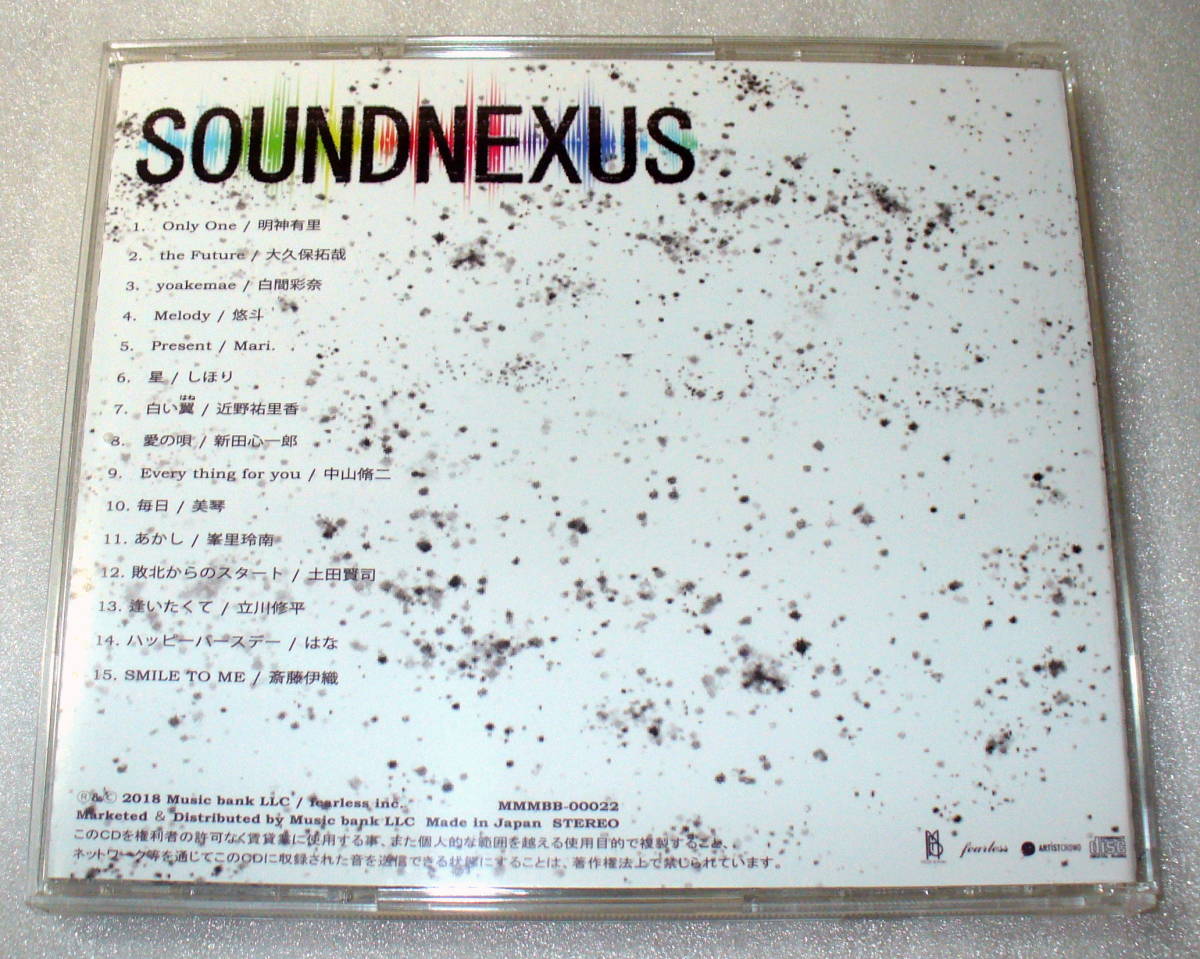 SOUNDNEXUS
1. Only One / 明神有里
2. the Future / 大久保拓哉
3. yoakemae / 白間彩奈
4. Melody / 悠斗
5. Present / Mari.
6. 星 / しほり
はね
7. 白い翼 / 近野祐里香
8. 愛の唄 / 新田心一郎
9. Every thing for you / 中山脩二
10. 毎日 / 美琴
11. あかし / 峯里玲南
12. 敗北からのスタート / 土田賢司
13. 逢いたくて / 立川修平
14. ハッピーバースデー / はな
15. SMILE TO ME / 斎藤伊織
Ⓡ&Ⓒ 2018 Music bank LLC / fearless inc. MMMBB-00022
Marketed & Distributed by Music bank LLC Made in Japan STEREO
このCDを権利者の許可なく賃貸業に使用する事、また個人的な範囲を越える使用目的で複製すること、
ネットワーク等を通じてこのCDに収録された音を送信できる状態にすることは、著作権法上で禁じられています。
fearless ARTISTCROWD